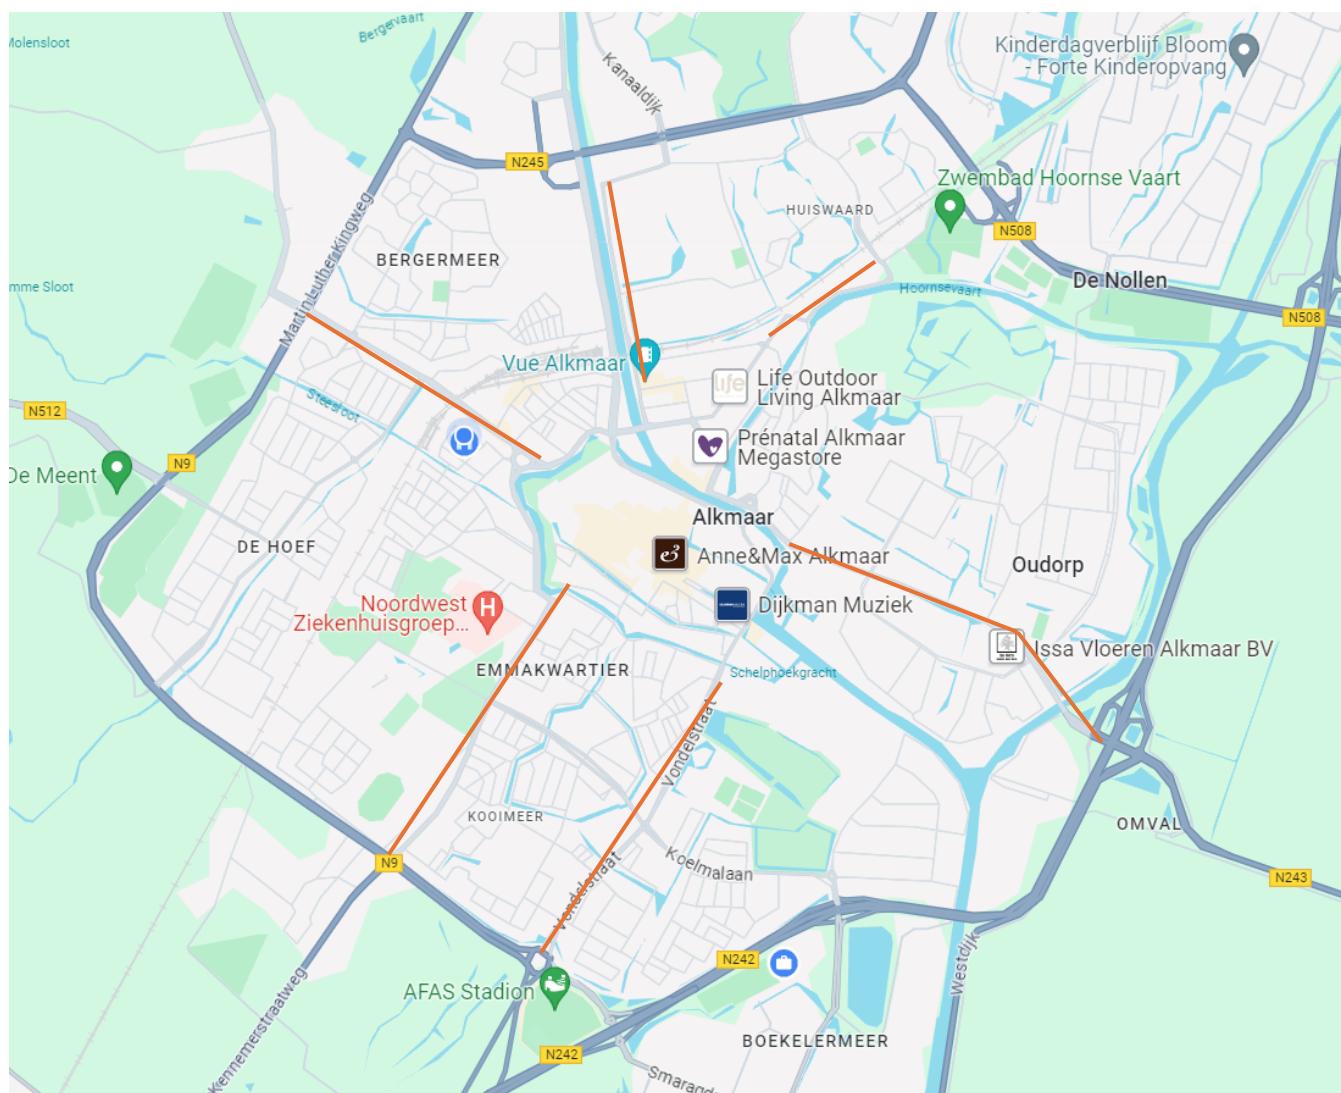 Molensloot
Bergervaart
Kanaaldijk
Kinderdagverblijf Bloom
- Forte Kinderopvang
N245
Zwembad Hoornse Vaart
HUISWAARD
N508
Martin Luther Kingweg
BERGERMEER
De Nollen
Hoornsevaart
N508
mme Sloot
Vue Alkmaar
life
Life Outdoor
Living Alkmaar
Steesloot
N512
Prénatal Alkmaar
Megastore
De Meent
N9
Alkmaar
DE HOEF
e3
Anne&Max Alkmaar
Oudorp
Noordwest
Ziekenhuisgroep...
H
Dijkman Muziek
Issa Vloeren Alkmaar BV
EMMAKWARTIER
Schelphoekgracht
Vondelstraat
KOOIMEER
OMVAL
Koelmalaan
N9
N243
Vondelstraat
N242
Westdijk
AFAS Stadion
Kennemerstraatweg
BOEKELERMEER
N242
Smaragd